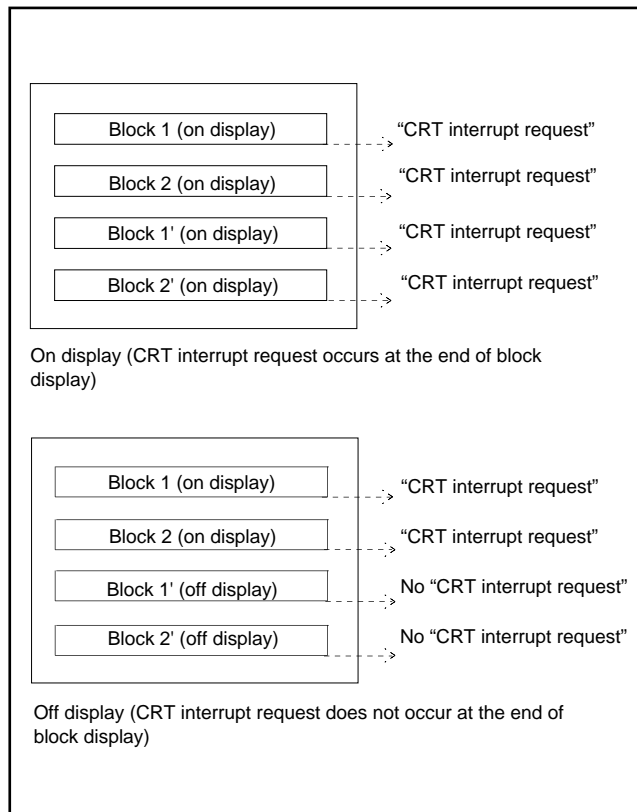 Block 1 (on display)
“CRT interrupt request”
Block 2 (on display)
“CRT interrupt request”
Block 1' (on display)
“CRT interrupt request”
Block 2' (on display)
“CRT interrupt request”
On display (CRT interrupt request occurs at the end of block
display)
Block 1 (on display)
“CRT interrupt request”
Block 2 (on display)
“CRT interrupt request”
Block 1' (off display)
No “CRT interrupt request”
Block 2' (off display)
No “CRT interrupt request”
Off display (CRT interrupt request does not occur at the end of
block display)